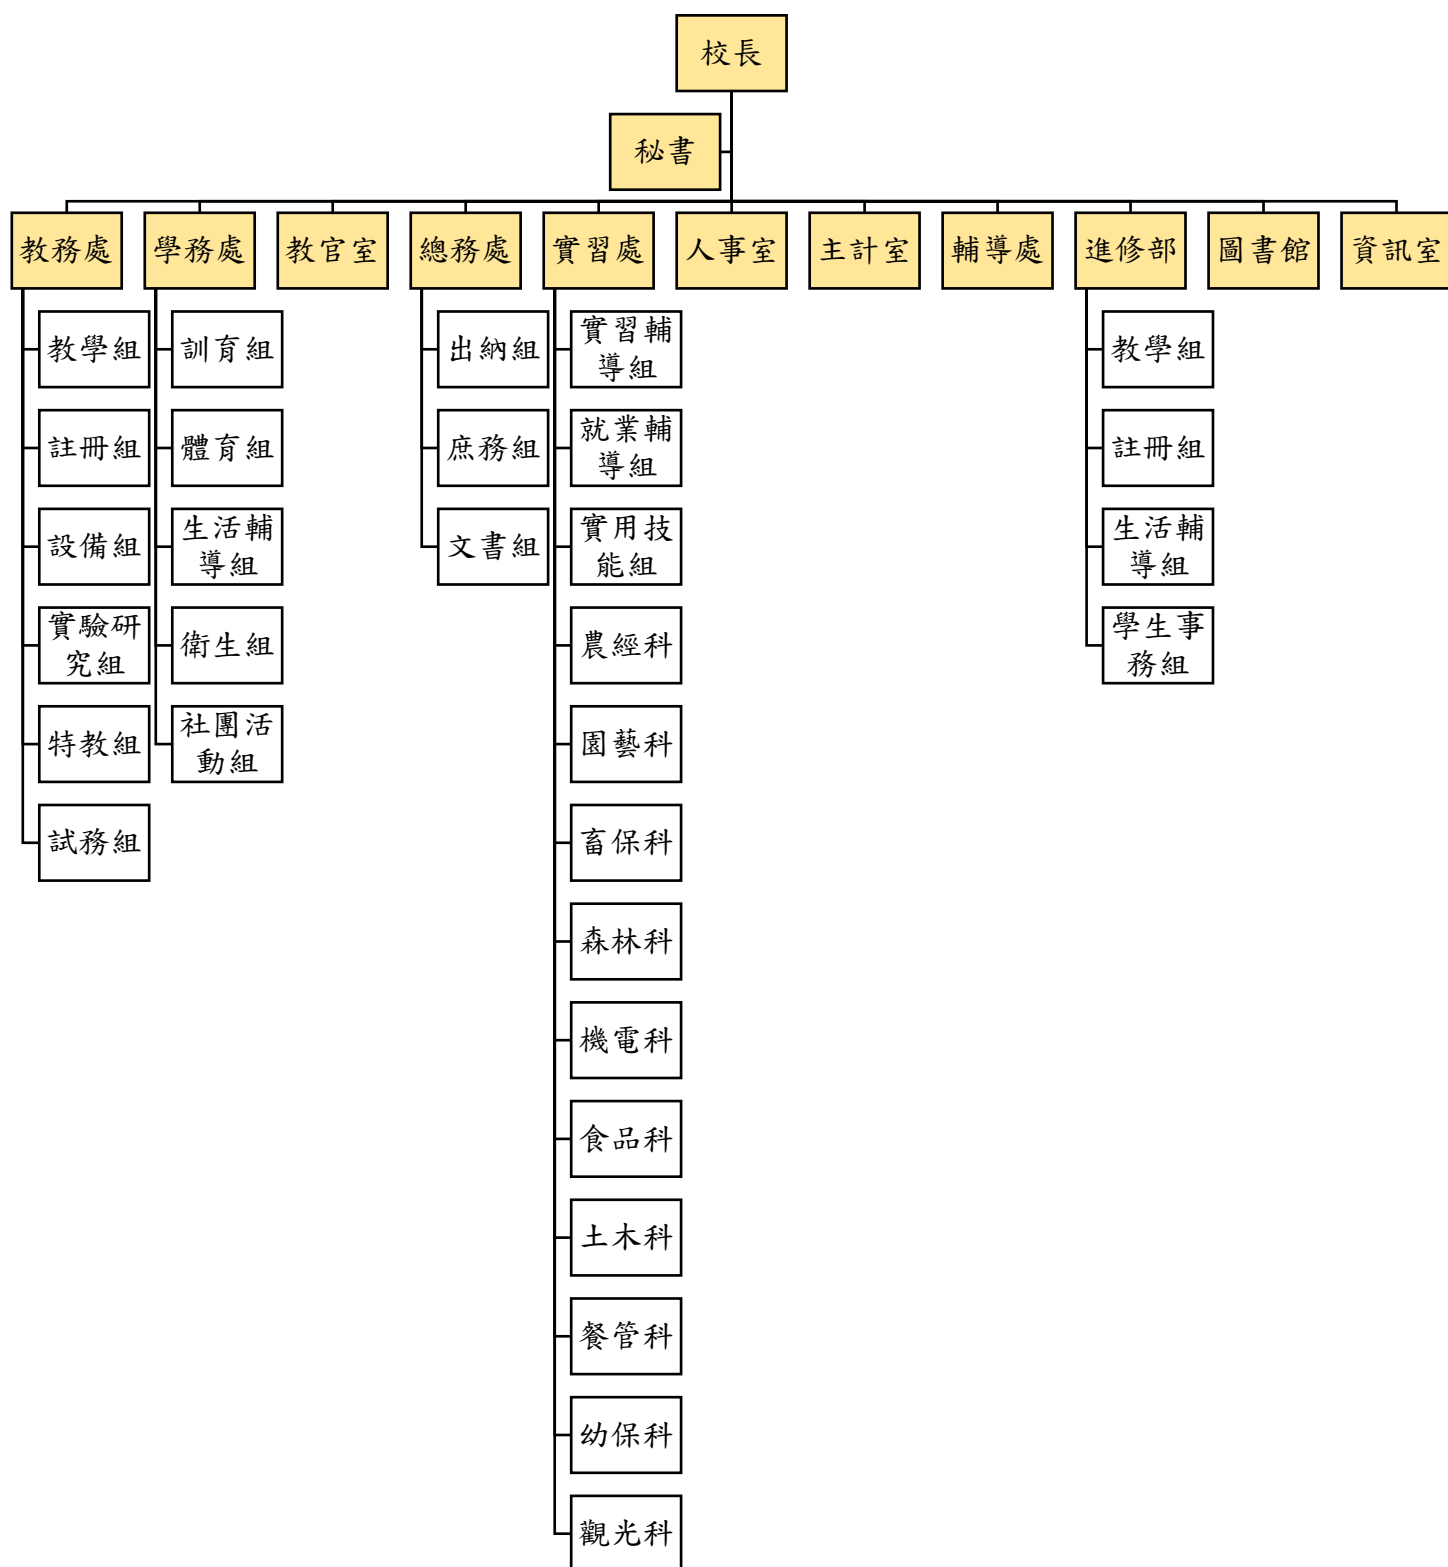 校長
秘書
教務處
學務處
教官室
總務處
實習處
人事室
主計室
輔導處
進修部
圖書館
資訊室
教學組
註冊組
設備組
實驗研
究組
特教組
試務組
訓育組
體育組
生活輔
導組
衛生組
社團活
動組
出納組
庶務組
文書組
實習輔
導組
就業輔
導組
實用技
能組
農經科
園藝科
畜保科
森林科
機電科
食品科
土木科
餐管科
幼保科
觀光科
教學組
註冊組
生活輔
導組
學生事
務組